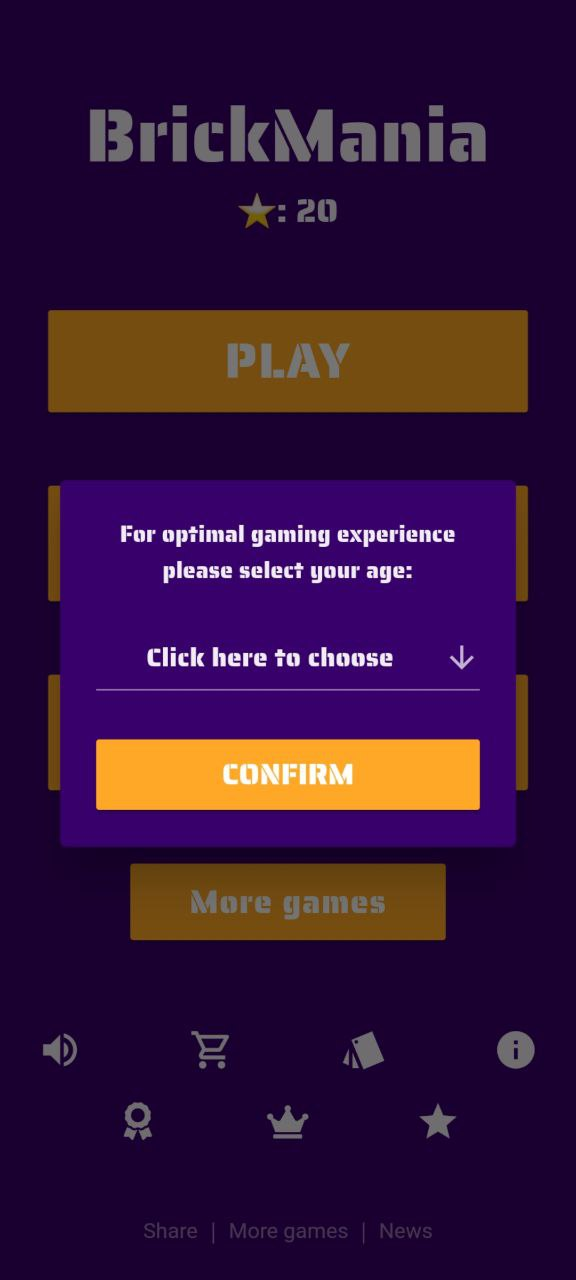 BrickMania
⭐: 20
PLAY
For optimal gaming experience
please select your age:
Click here to choose
CONFIRM
More games
Share | More games | News